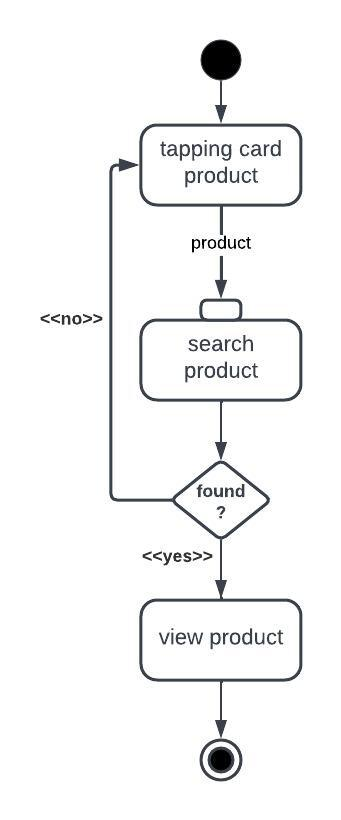 tapping card
product
product
<<no>>
search
product
found
?
<<yes>>
view product